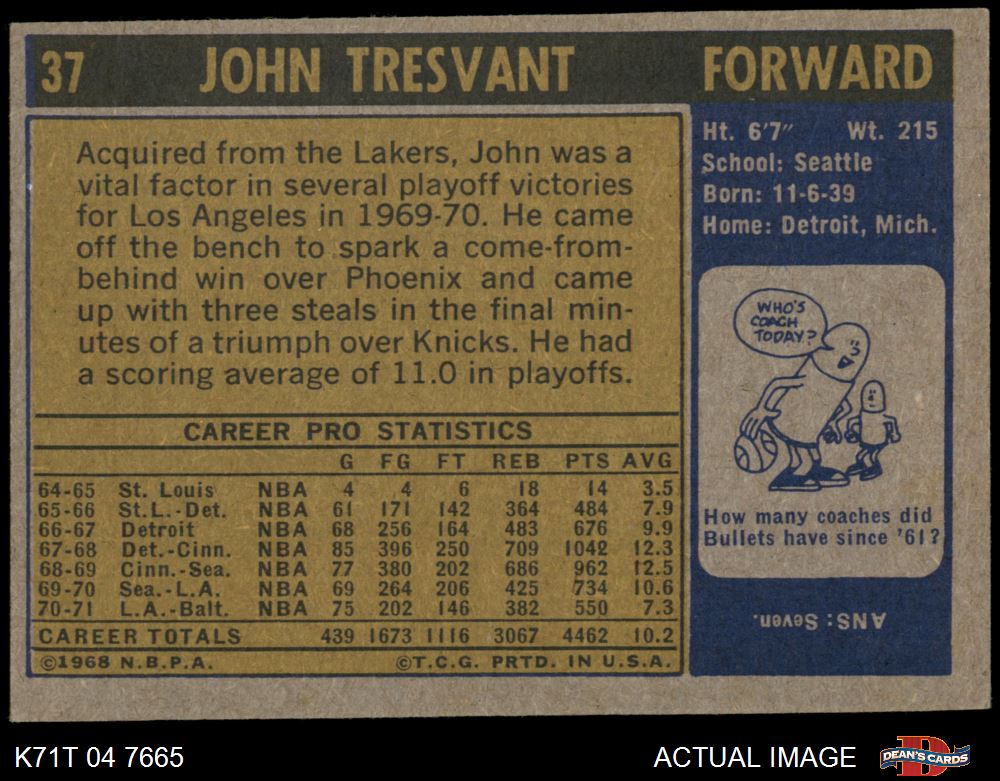 37 JOHN TRESVANT FORWARD
Acquired from the Lakers, John was a
vital factor in several playoff victories
for Los Angeles in 1969-70. He came
off the bench to spark a come-from-
behind win over Phoenix and came
up with three steals in the final min-
utes of a triumph over Knicks. He had
a scoring average of 11.0 in playoffs.
CAREER PRO STATISTICS
G FG FT REB PTS AVG
64-65 St. Louis NBA 4 4 6 18 14 3.5
65-66 St.L.-Det. NBA 61 171 142 364 484 7.9
66-67 Detroit NBA 68 256 164 483 676 9.9
67-68 Det.-Cinn. NBA 85 396 250 709 1042 12.3
68-69 Cinn.-Sea. NBA 77 380 202 686 962 12.5
69-70 Sea.-L.A. NBA 69 264 206 425 734 10.6
70-71 L.A.-Balt. NBA 75 202 146 382 550 7.3
CAREER TOTALS 439 1673 1116 3067 4462 10.2
©1968 N.B.P.A. ©T.C.G. PRTD. IN U.S.A.
Ht. 6'7" Wt. 215
School: Seattle
Born: 11-6-39
Home: Detroit, Mich.
WHO'S
COACH
TODAY?
How many coaches did
Bullets have since '61?
ANS: Seven.
K71T 04 7665 ACTUAL IMAGE
DEAN'S CARDS